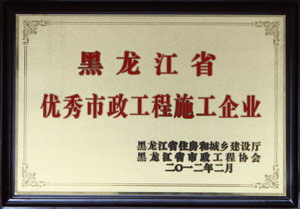 黑龙江省
优秀市政工程施工企业
黑龙江省住房和城乡建设厅
黑龙江省市政工程协会
二〇一二年二月